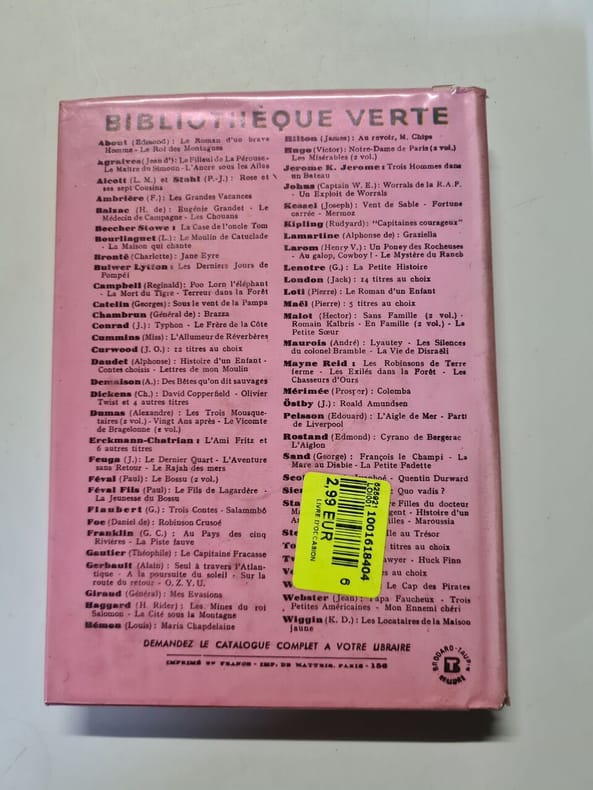 BIBLIOTHÈQUE VERTE
About (Edmond) : Le Roman d'un brave
Homme - Le Roi des Montagnes
Agraives (Jean d') : Le Filleul de La Pérouse -
Le Maître du Simoun - L'Ancre sous les Ailes
Alcott (L. M.) et Stahl (P.-J.) : Rose et
ses sept Cousins
Ambrière (F.) : Les Grandes Vacances
Balzac (H. de) : Eugénie Grandet - Le
Médecin de Campagne - Les Chouans
Beecher Stowe : La Case de l'oncle Tom
Bourlinguet (L.) : Le Moulin de Catuclade
- La Maison qui chante
Brontë (Charlotte) : Jane Eyre
Bulwer Lytton : Les Derniers Jours de
Pompéi
Campbell (Reginald) : Poo Lorn l'éléphant
- La Mort du Tigre - Terreur dans la Forêt
Catelin (Georges) : Sous le vent de la Pampa
Chambrun (Général de) : Brazza
Conrad (J.) : Typhon - Le Frère de la Côte
Cummins (Miss) : L'Allumeur de Réverbères
Curwood (J. O.) : 12 titres au choix
Daudet (Alphonse) : Histoire d'un Enfant -
Contes choisis - Lettres de mon Moulin
Demaison (A.) : Des Bêtes qu'on dit sauvages
Dickens (Ch.) : David Copperfield - Olivier
Twist et 4 autres titres
Dumas (Alexandre) : Les Trois Mousque-
taires (2 vol.) - Vingt Ans après - Le Vicomte
de Bragelonne (2 vol.)
Erckmann-Chatrian : L'Ami Fritz et
6 autres titres
Feuga (J.) : Le Dernier Quart - L'Aventure
sans Retour - Le Rajah des mers
Féval (Paul) : Le Bossu (2 vol.)
Féval Fils (Paul) : Le Fils de Lagardère -
La Jeunesse du Bossu
Flaubert (G.) : Trois Contes - Salammbô
Foe (Daniel de) : Robinson Crusoé
Franklin (G. C.) : Au Pays des cinq
Rivières - La Piste fauve
Gautier (Théophile) : Le Capitaine Fracasse
Gerbault (Alain) : Seul à travers l'Atlan-
tique - A la poursuite du soleil - Sur la
route du retour - O. Z. Y. U.
Giraud (Général) : Mes Evasions
Haggard (H. Rider) : Les Mines du roi
Salomon - La Cité sous la Montagne
Hémon (Louis) : Maria Chapdelaine
Hilton (James) : Au revoir, M. Chips
Hugo (Victor) : Notre-Dame de Paris (2 vol.)
Les Misérables (2 vol.)
Jerome K. Jerome : Trois Hommes dans
un Bateau
Johns (Captain W. E.) : Worrals de la R.A.F.
- Un Exploit de Worrals
Kessel (Joseph) : Vent de Sable - Fortune
carrée - Mermoz
Kipling (Rudyard) : "Capitaines courageux"
Lamartine (Alphonse de) : Graziella
Larom (Henry V.) : Un Poney des Rocheuses
- Au galop, Cowboy ! - Le Mystère du Ranch
Lenotre (G.) : La Petite Histoire
London (Jack) : 14 titres au choix
Loti (Pierre) : Le Roman d'un Enfant
Maël (Pierre) : 5 titres au choix
Malot (Hector) : Sans Famille (2 vol.) -
Romain Kalbris - En Famille (2 vol.) - La
Petite Sœur
Maurois (André) : Lyautey - Les Silences
du colonel Bramble - La Vie de Disraëli
Mayne Reid : Les Robinsons de Terre
ferme - Les Exilés dans la Forêt - Les
Chasseurs d'Ours
Mérimée (Prosper) : Colomba
Östby (J.) : Roald Amundsen
Peisson (Edouard) : L'Aigle de Mer - Parti
de Liverpool
Rostand (Edmond) : Cyrano de Bergerac
L'Aiglon
Sand (George) : François le Champi - La
Mare au Diable - La Petite Fadette
Quentin Durward
Quo vadis ?
Filles du docteur
Histoire d'un
Maroussia
au Trésor
titres au choix
Huck Finn
au choix
Le Cap des Pirates
Webster (Jean) : Papa Faucheux - Trois
Petites Américaines - Mon Ennemi chéri
Wiggin (K. D.) : Les Locataires de la Maison
jaune
1001618404
2,99 EUR
LIVRE D'OCCASION
6
DEMANDEZ LE CATALOGUE COMPLET A VOTRE LIBRAIRE
IMPRIMÉ EN FRANCE - IMP. DE MATTEIS, PARIS - 156
BRODARD-TAUPIN
RELIURE